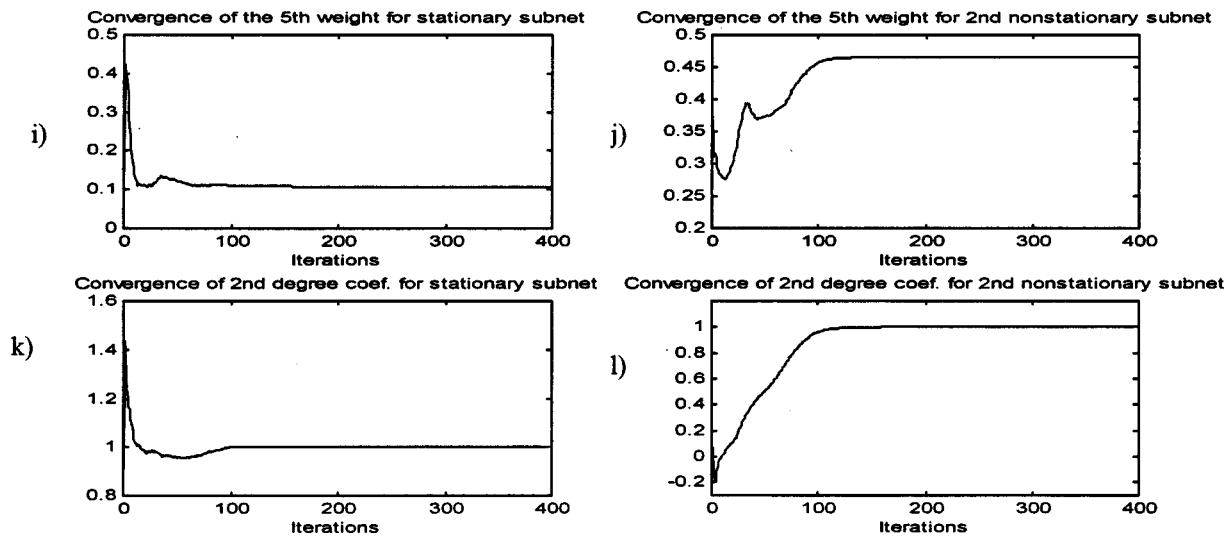 Convergence of the 5th weight for stationary subnet
0.5
0.4
0.3
0.2
0.1
0
i)
0 100 200 300 400
Iterations
Convergence of the 5th weight for 2nd nonstationary subnet
0.5
0.45
0.4
0.35
0.3
0.25
0.2
j)
0 100 200 300 400
Iterations
Convergence of 2nd degree coef. for stationary subnet
1.6
1.4
1.2
1
0.8
k)
0 100 200 300 400
Iterations
Convergence of 2nd degree coef. for 2nd nonstationary subnet
1
0.8
0.6
0.4
0.2
0
-0.2
l)
0 100 200 300 400
Iterations